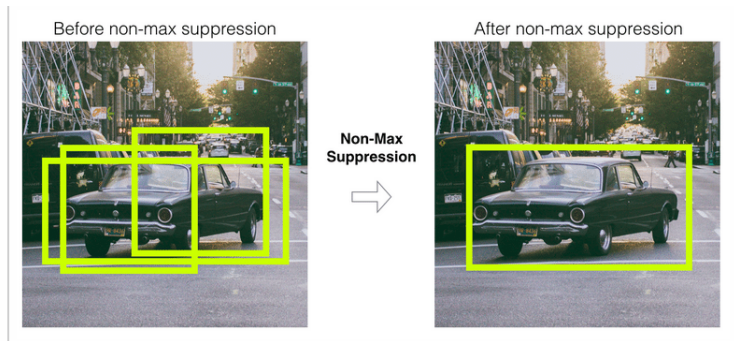 Before non-max suppression
After non-max suppression
Non-Max
Suppression